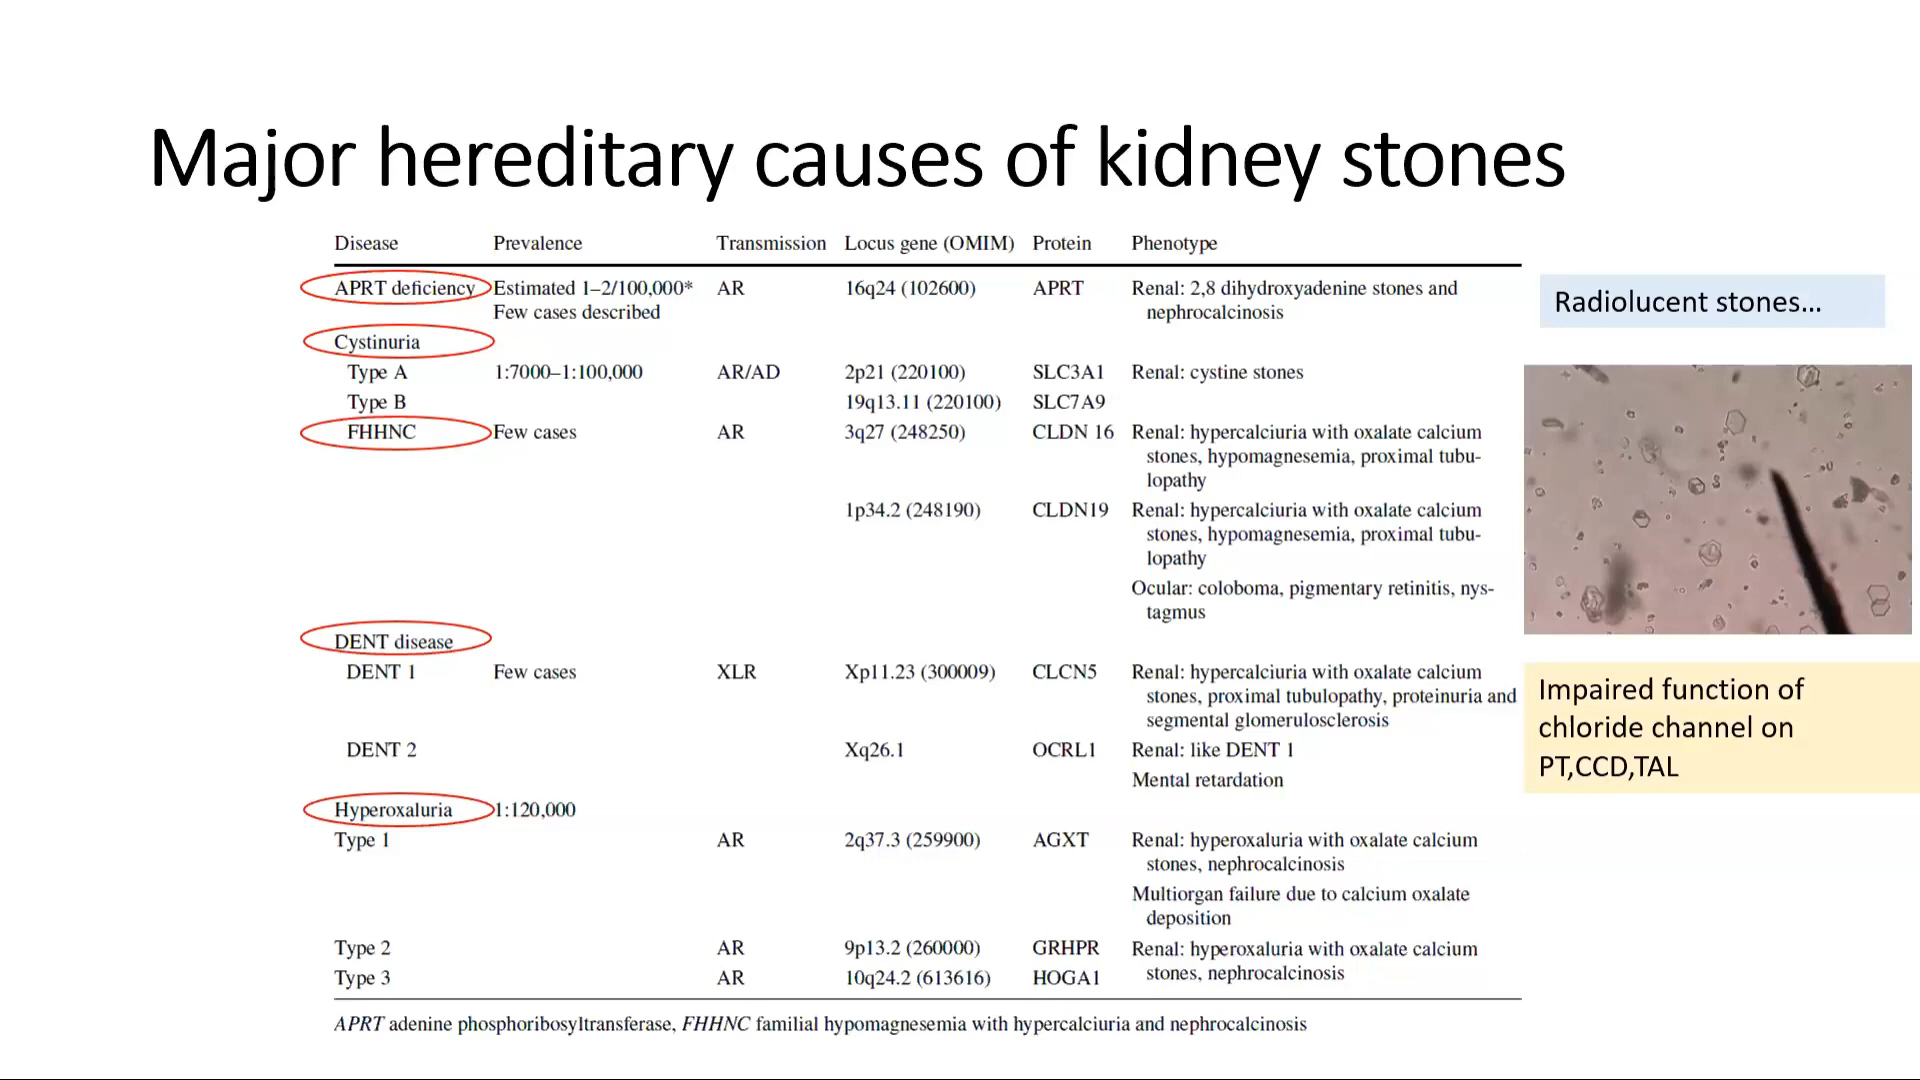 Major hereditary causes of kidney stones
Disease Prevalence Transmission Locus gene (OMIM) Protein Phenotype
APRT deficiency Estimated 1–2/100,000* AR 16q24 (102600) APRT Renal: 2,8 dihydroxyadenine stones and
Few cases described nephrocalcinosis
Cystinuria
Type A 1:7000–1:100,000 AR/AD 2p21 (220100) SLC3A1 Renal: cystine stones
Type B 19q13.11 (220100) SLC7A9
FHHNC Few cases AR 3q27 (248250) CLDN 16 Renal: hypercalciuria with oxalate calcium
stones, hypomagnesemia, proximal tubu-
lopathy
1p34.2 (248190) CLDN19 Renal: hypercalciuria with oxalate calcium
stones, hypomagnesemia, proximal tubu-
lopathy
Ocular: coloboma, pigmentary retinitis, nys-
tagmus
DENT disease
DENT 1 Few cases XLR Xp11.23 (300009) CLCN5 Renal: hypercalciuria with oxalate calcium
stones, proximal tubulopathy, proteinuria and
segmental glomerulosclerosis
DENT 2 Xq26.1 OCRL1 Renal: like DENT 1
Mental retardation
Hyperoxaluria 1:120,000
Type 1 AR 2q37.3 (259900) AGXT Renal: hyperoxaluria with oxalate calcium
stones, nephrocalcinosis
Multiorgan failure due to calcium oxalate
deposition
Type 2 AR 9p13.2 (260000) GRHPR Renal: hyperoxaluria with oxalate calcium
Type 3 AR 10q24.2 (613616) HOGA1 stones, nephrocalcinosis
APRT adenine phosphoribosyltransferase, FHHNC familial hypomagnesemia with hypercalciuria and nephrocalcinosis
Radiolucent stones...
Impaired function of
chloride channel on
PT,CCD,TAL